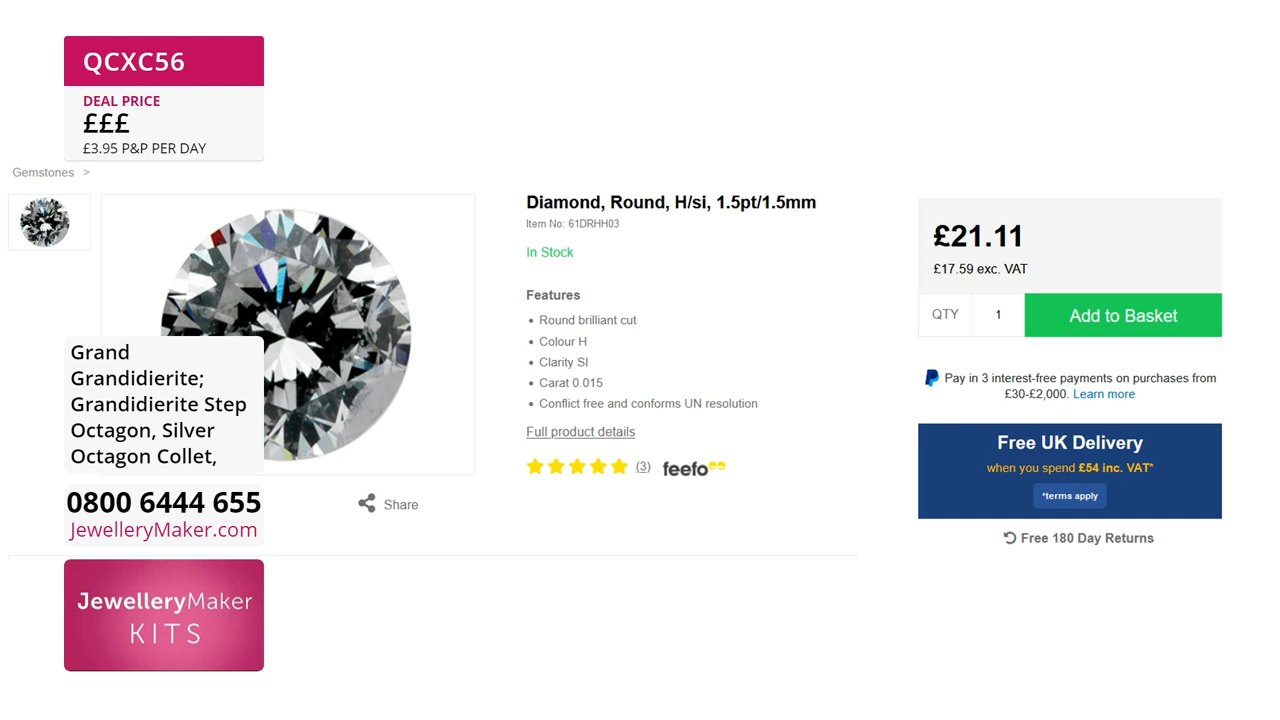 QCXC56
DEAL PRICE
£££
£3.95 P&P PER DAY
Gemstones >
Diamond, Round, H/si, 1.5pt/1.5mm
Item No: 61DRHH03
In Stock
Features
Round brilliant cut
Colour H
Clarity SI
Carat 0.015
Conflict free and conforms UN resolution
Full product details
(3) feefo
Share
£21.11
£17.59 exc. VAT
QTY 1 Add to Basket
Pay in 3 interest-free payments on purchases from
£30-£2,000. Learn more
Free UK Delivery
when you spend £54 inc. VAT*
*terms apply
Free 180 Day Returns
Grand
Grandidierite;
Grandidierite Step
Octagon, Silver
Octagon Collet,
0800 6444 655
JewelleryMaker.com
JewelleryMaker
KITS